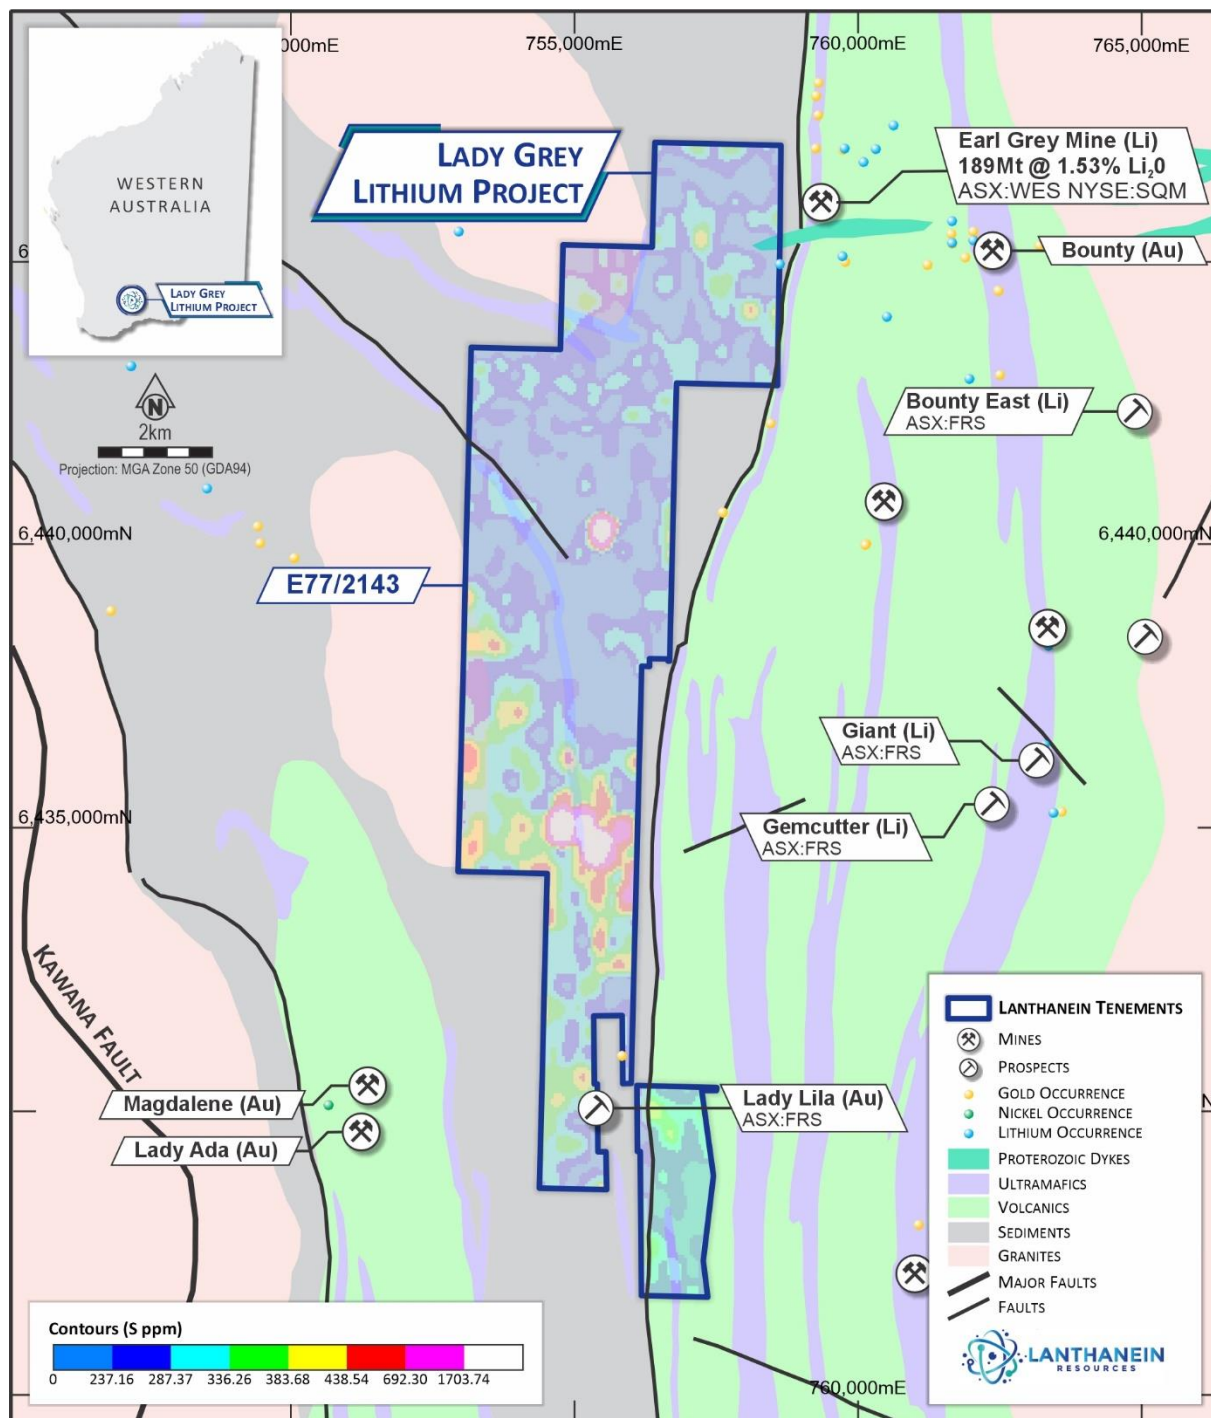 000mE
755,000mE
760,000mE
765,000mE
WESTERN
AUSTRALIA
LADY GREY
LITHIUM PROJECT
LADY GREY
LITHIUM PROJECT
Earl Grey Mine (Li)
189Mt @ 1.53% Li₂0
ASX:WES NYSE:SQM
Bounty (Au)
6
N
2km
Projection: MGA Zone 50 (GDA94)
Bounty East (Li)
ASX:FRS
6,440,000mN
6,440,000mN
E77/2143
Giant (Li)
ASX:FRS
6,435,000mN
Gemcutter (Li)
ASX:FRS
KAWANA FAULT
Magdalene (Au)
Lady Ada (Au)
Lady Lila (Au)
ASX:FRS
N
LANTHANEIN TENEMENTS
MINES
PROSPECTS
GOLD OCCURRENCE
NICKEL OCCURRENCE
LITHIUM OCCURRENCE
PROTEROZOIC DYKES
ULTRAMAFICS
VOLCANICS
SEDIMENTS
GRANITES
MAJOR FAULTS
FAULTS
LANTHANEIN
RESOURCES
Contours (S ppm)
0 237.16 287.37 336.26 383.68 438.54 692.30 1703.74
760,000mE